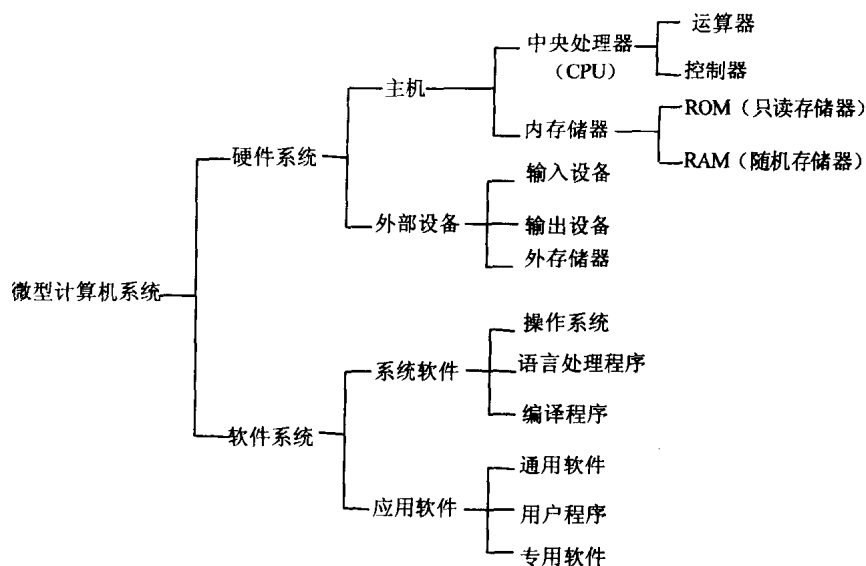 运算器
中央处理器
（CPU）
控制器
主机
ROM（只读存储器）
内存储器
硬件系统
RAM（随机存储器）
输入设备
外部设备
输出设备
外存储器
微型计算机系统
操作系统
系统软件
语言处理程序
编译程序
软件系统
通用软件
应用软件
用户程序
专用软件